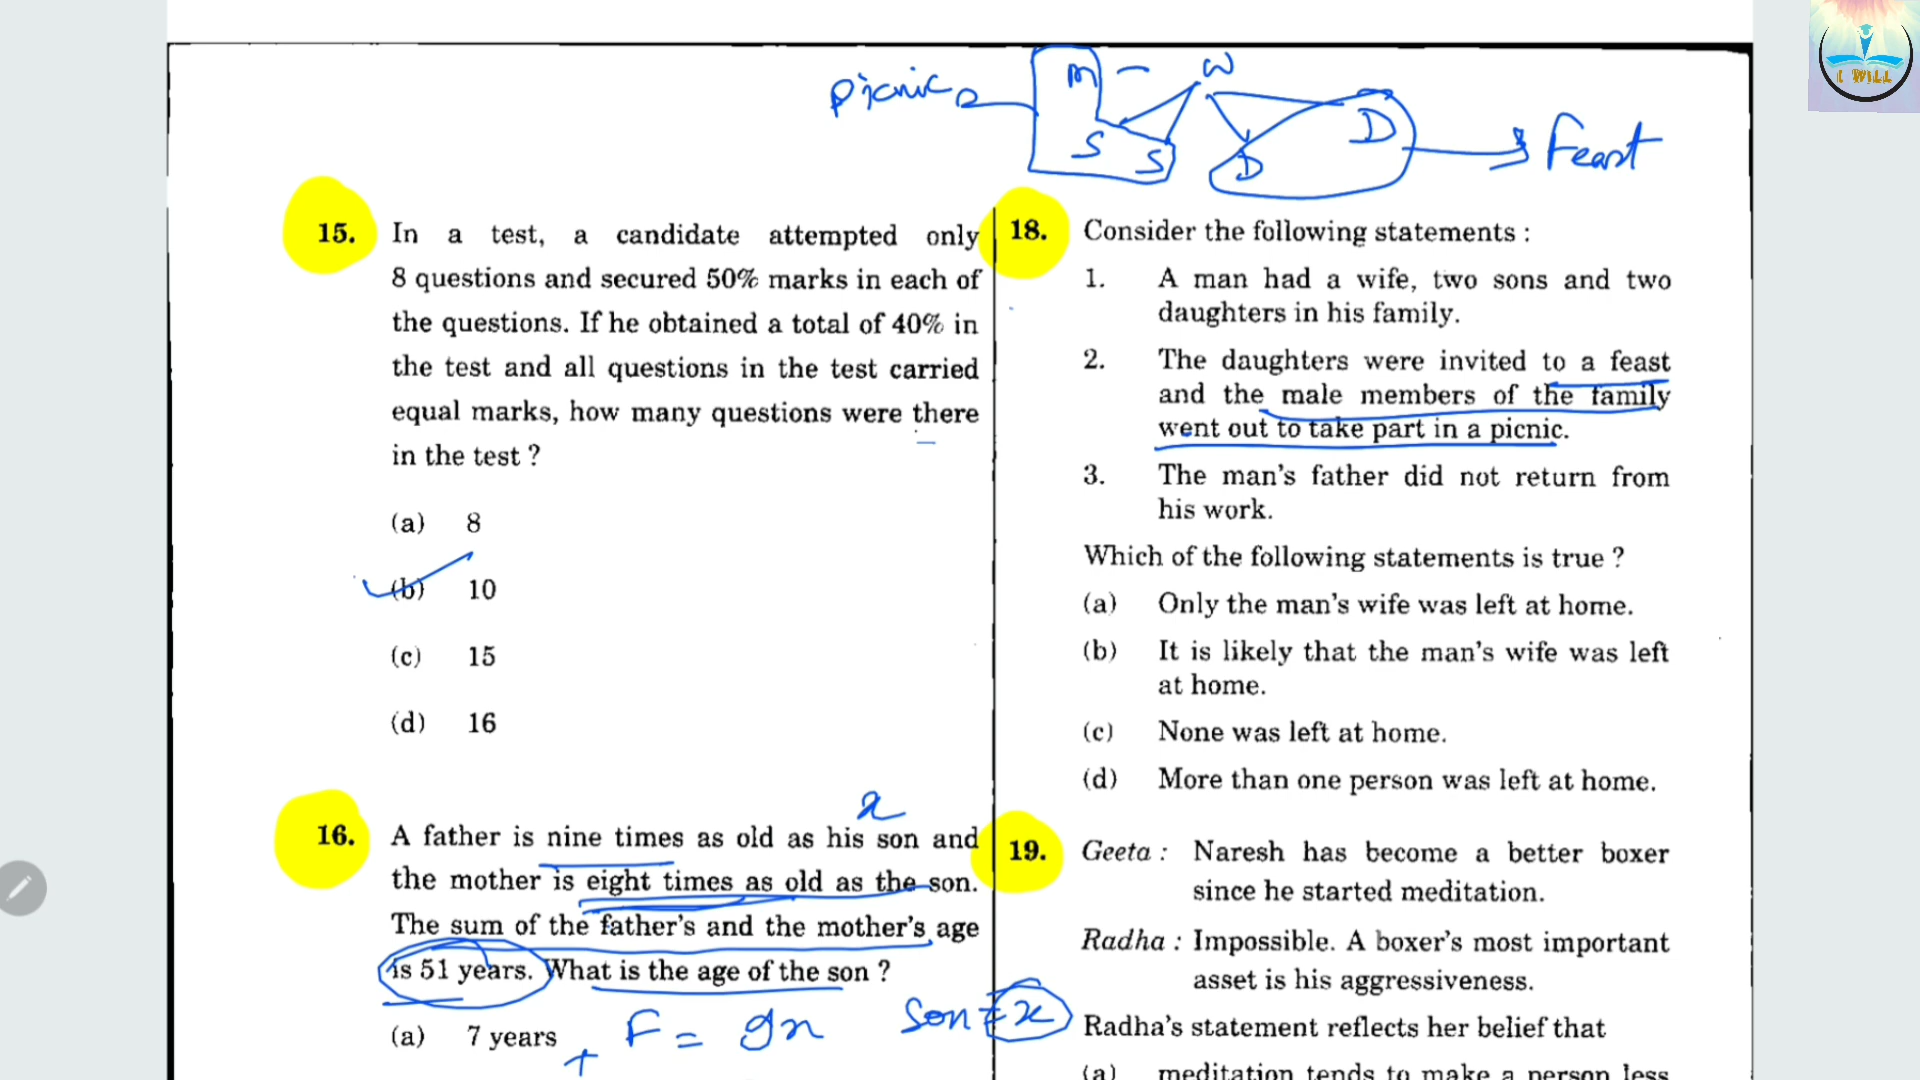 I WILL
Picnic
m - W
S S D D
Feast
15. In a test, a candidate attempted only
8 questions and secured 50% marks in each of
the questions. If he obtained a total of 40% in
the test and all questions in the test carried
equal marks, how many questions were there
in the test ?
(a) 8
(b) 10
(c) 15
(d) 16
16. A father is nine times as old as his son and
the mother is eight times as old as the son.
The sum of the father's and the mother's age
is 51 years. What is the age of the son ?
(a) 7 years
x
F = 9x
+
Son = x
18. Consider the following statements :
1. A man had a wife, two sons and two
daughters in his family.
2. The daughters were invited to a feast
and the male members of the family
went out to take part in a picnic.
3. The man's father did not return from
his work.
Which of the following statements is true ?
(a) Only the man's wife was left at home.
(b) It is likely that the man's wife was left
at home.
(c) None was left at home.
(d) More than one person was left at home.
19. Geeta : Naresh has become a better boxer
since he started meditation.
Radha : Impossible. A boxer's most important
asset is his aggressiveness.
Radha's statement reflects her belief that
(a) meditation tends to make a person less